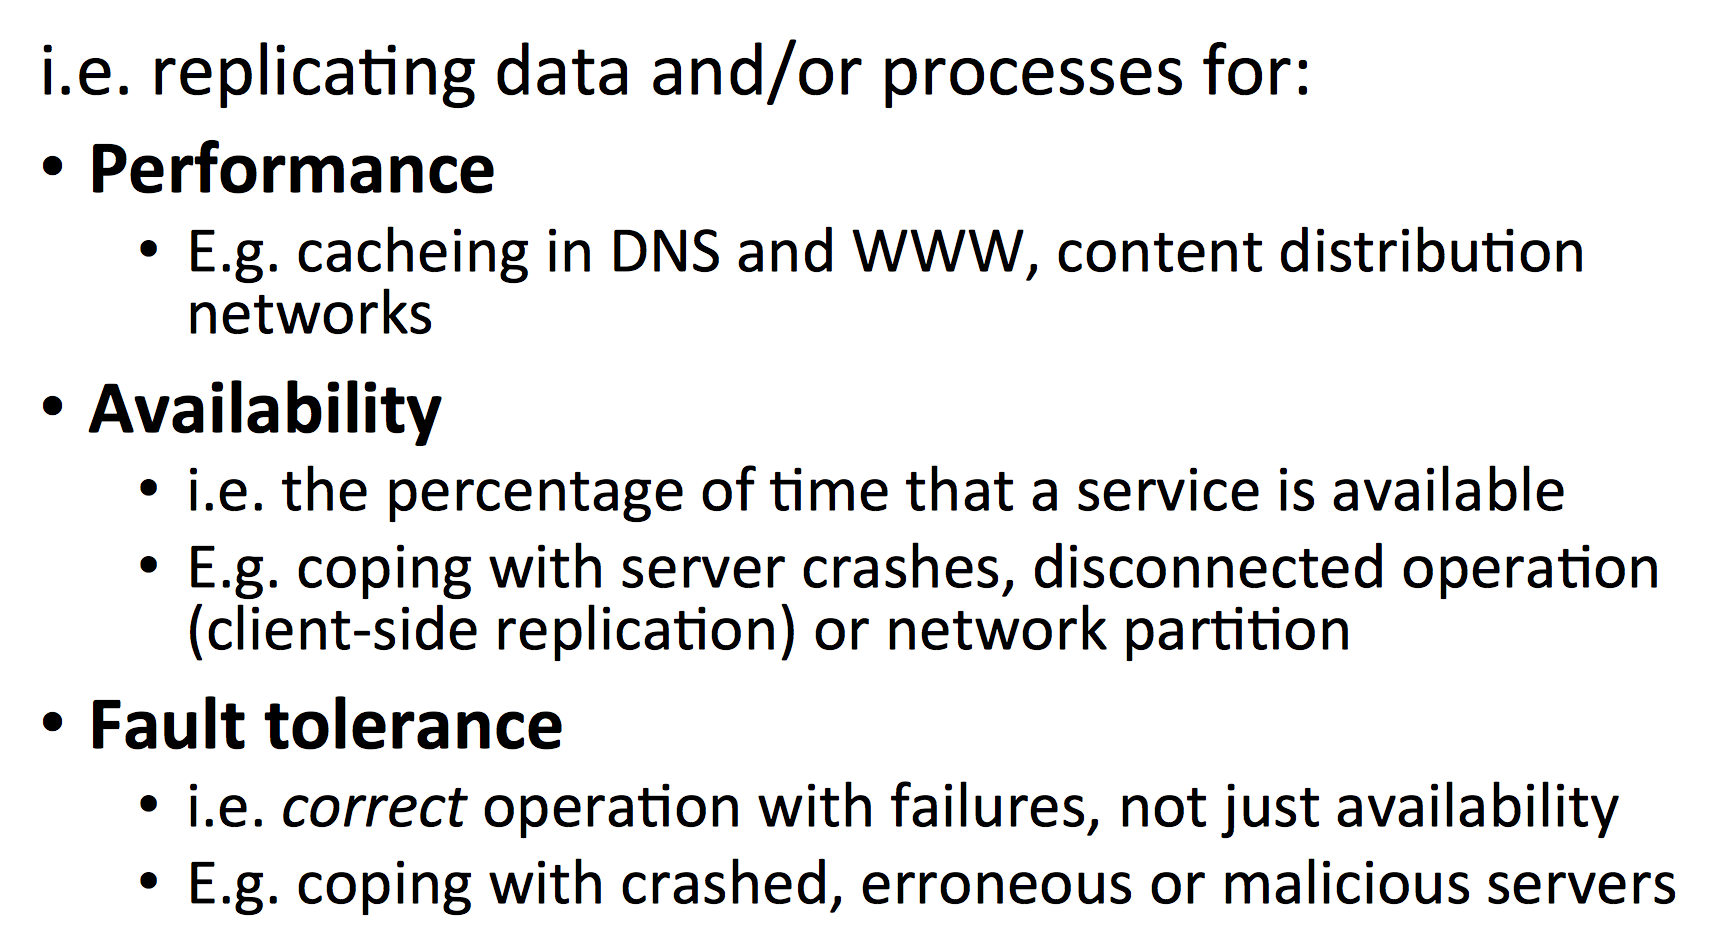 i.e. replicating data and/or processes for:
• Performance
• E.g. cacheing in DNS and WWW, content distribution
networks
• Availability
• i.e. the percentage of time that a service is available
• E.g. coping with server crashes, disconnected operation
(client-side replication) or network partition
• Fault tolerance
• i.e. correct operation with failures, not just availability
• E.g. coping with crashed, erroneous or malicious servers